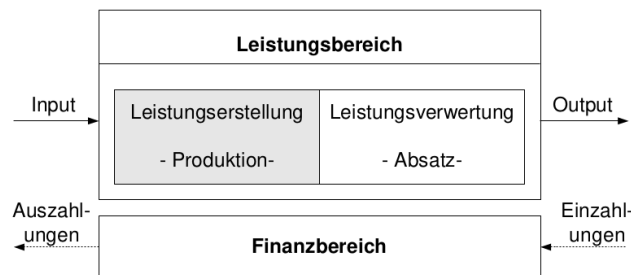 Leistungsbereich
Input
Leistungserstellung
Leistungsverwertung
Output
- Produktion-
- Absatz-
Auszahl-
ungen
Einzahl-
ungen
Finanzbereich